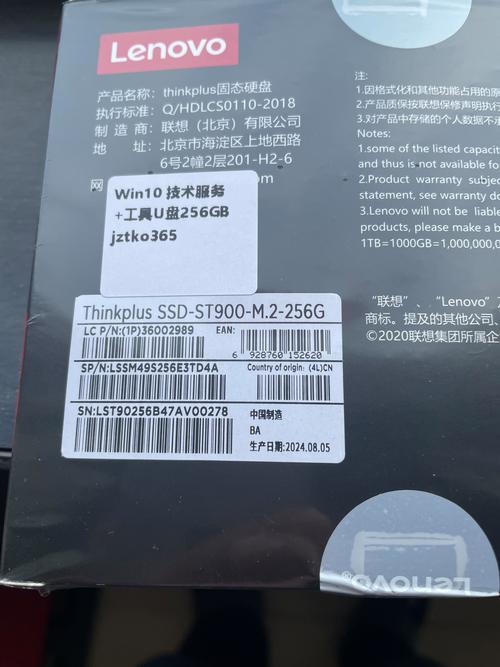 Lenovo
产品名称: thinkplus固态硬盘
执行标准: Q/HDLCS0110-2018
制造商: 联想(北京)有限公司
地址: 北京市海淀区上地西路
6号2幢2层201-H2-6
网 om
Win10 技术服务
+工具U盘256GB
jztko365
Thinkplus SSD-ST900-M.2-256G
LC P/N:(1P)36002989 EAN:
6 928760 152620
SP/N:LSSM49S256E3TD4A Country of origin: (4L)CN
SN:LST90256B47AV00278 中国制造
BA
生产日期:2024.08.05
注:
1.因格式化和其他功能占用的原
2.产品质保按联想保修声明执行
3.对产品中存储的个人数据不承
Notes:
1.some of the listed capacit
and thus is not available fo
2.Product warranty subjec
statement, see warranty do
3.Lenovo will not be liable
products, please make a b
1TB=1000GB=1,000,000,0
“联想”、“Lenovo”及
商标。提及的其他公司、
©2020联想集团所属企
Lenovo®